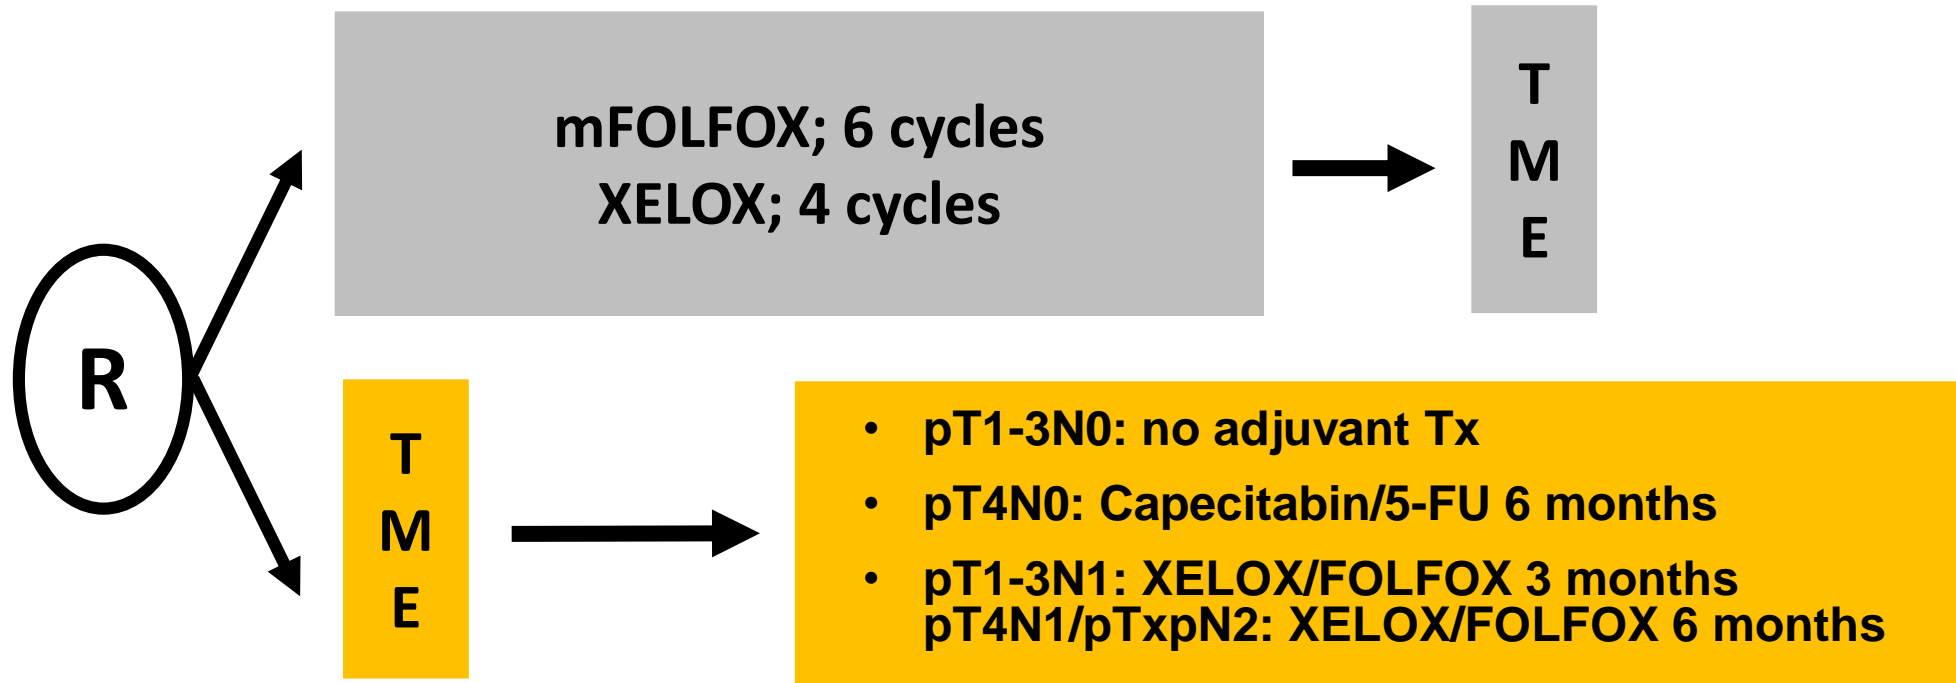 R
mFOLFOX; 6 cycles
XELOX; 4 cycles
T
M
E
T
M
E
• pT1-3N0: no adjuvant Tx
• pT4N0: Capecitabin/5-FU 6 months
• pT1-3N1: XELOX/FOLFOX 3 months
pT4N1/pTxpN2: XELOX/FOLFOX 6 months